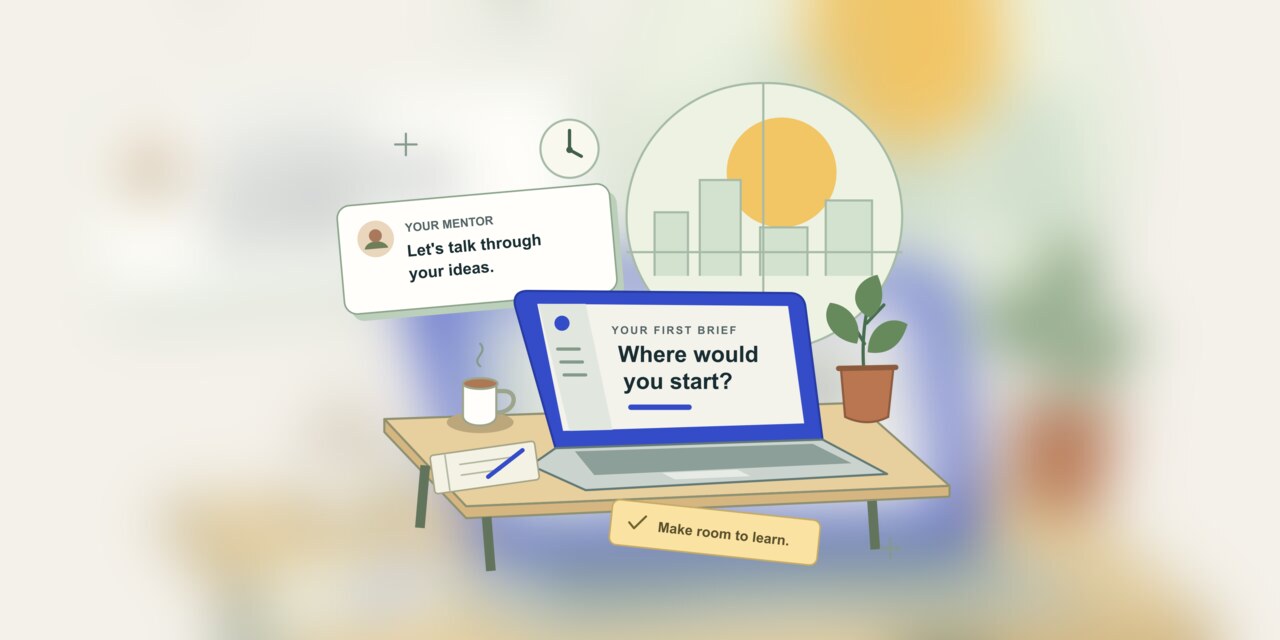 YOUR MENTOR
Let's talk through
your ideas.
YOUR FIRST BRIEF
Where would
you start?
Make room to learn.